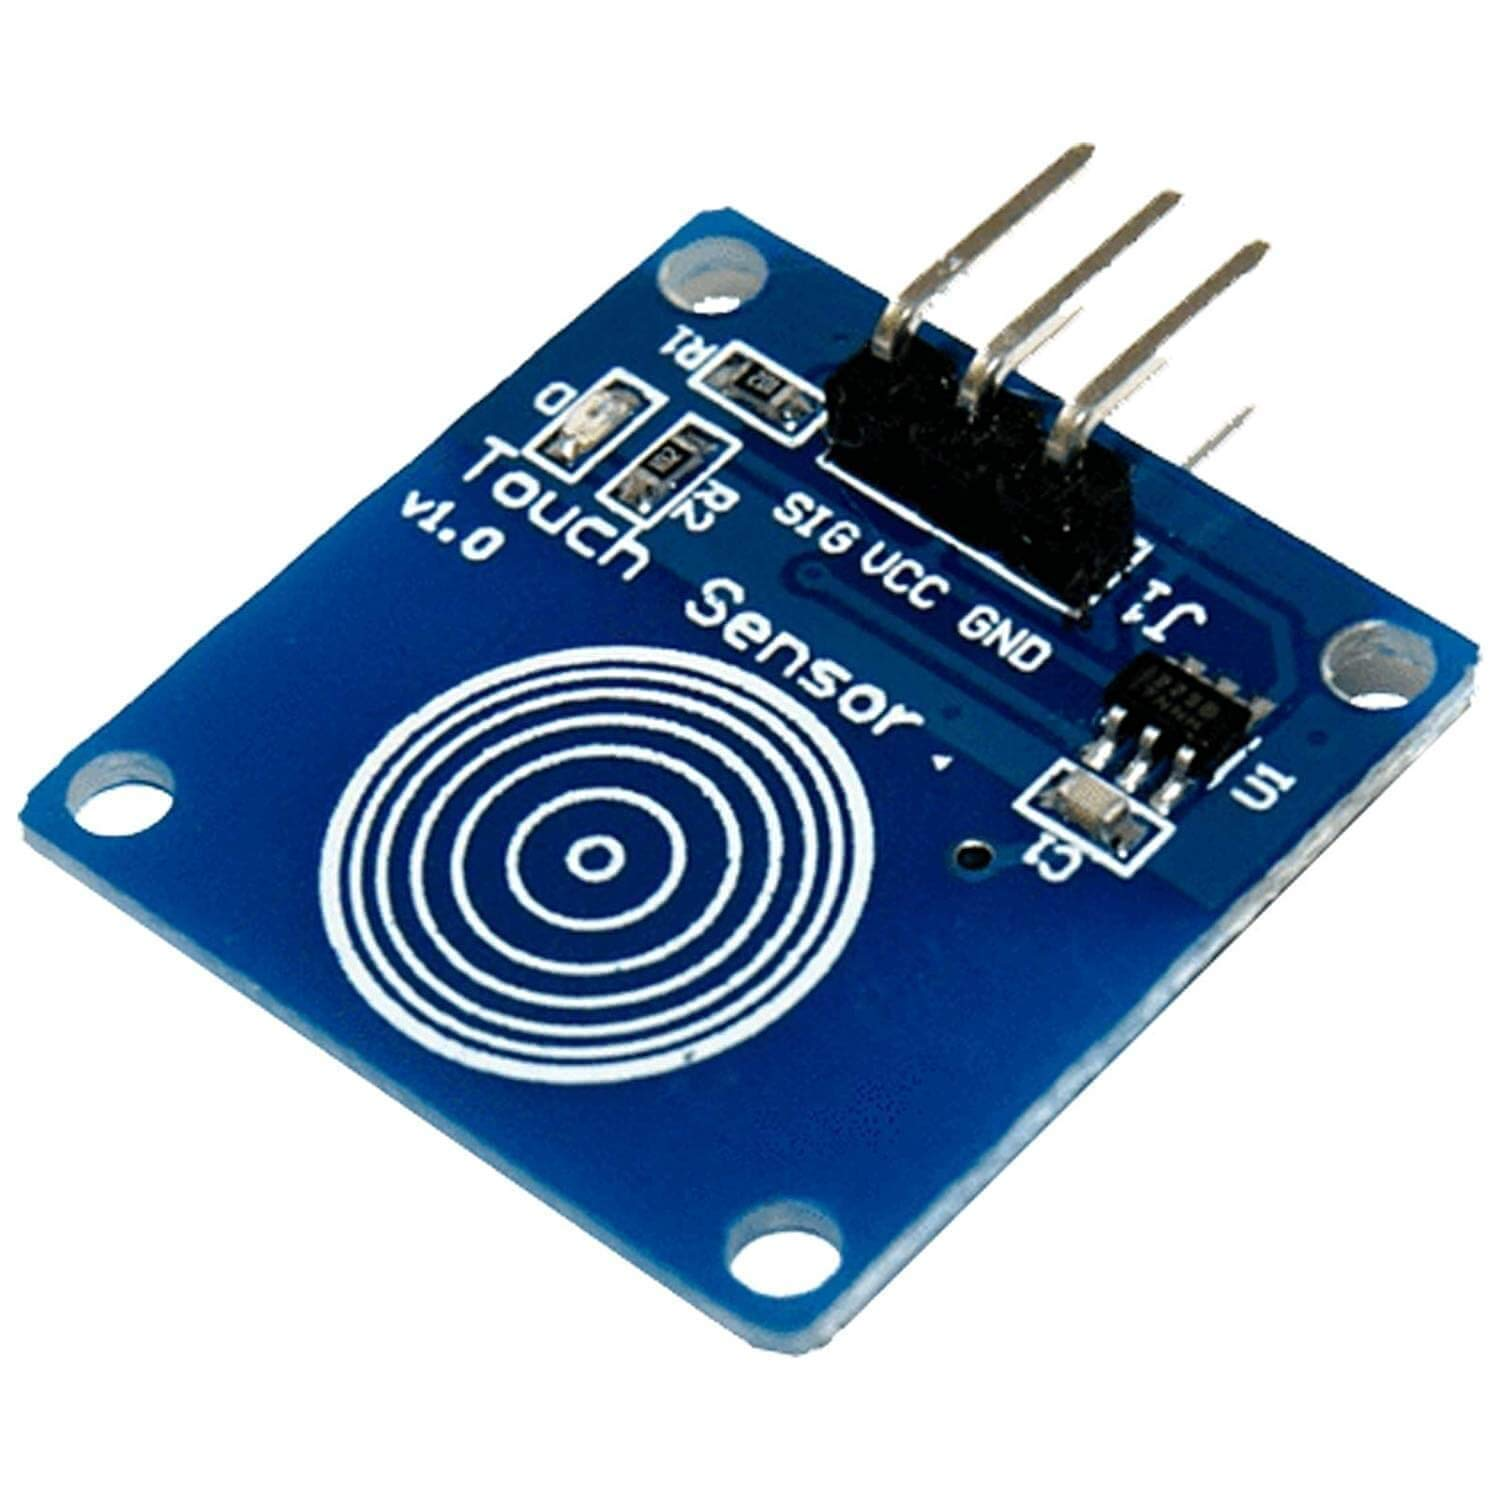 R1
D
R2
Touch Sensor
v1.0
SIG VCC GND
J1
U1
C1